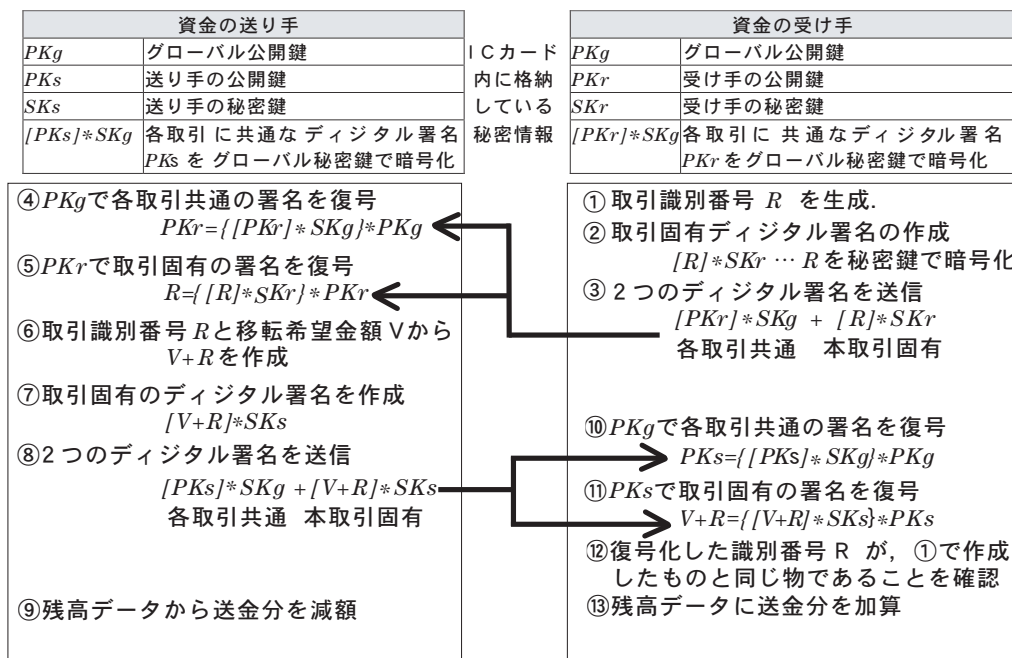 資金の送り手
PKg グローバル公開鍵
PKs 送り手の公開鍵
SKs 送り手の秘密鍵
[PKs]*SKg 各取引に共通なディジタル署名
PKsをグローバル秘密鍵で暗号化
ICカード
内に格納
している
秘密情報
資金の受け手
PKg グローバル公開鍵
PKr 受け手の公開鍵
SKr 受け手の秘密鍵
[PKr]*SKg 各取引に共通なディジタル署名
PKrをグローバル秘密鍵で暗号化
④PKgで各取引共通の署名を復号
PKr={[PKr]*SKg}*PKg
⑤PKrで取引固有の署名を復号
R={[R]*SKr}*PKr
⑥取引識別番号Rと移転希望金額Vから
V+Rを作成
⑦取引固有のディジタル署名を作成
[V+R]*SKs
⑧2つのディジタル署名を送信
[PKs]*SKg +[V+R]*SKs
各取引共通 本取引固有
⑨残高データから送金分を減額
①取引識別番号 R を生成.
②取引固有ディジタル署名の作成
[R]*SKr … Rを秘密鍵で暗号化
③2つのディジタル署名を送信
[PKr]*SKg + [R]*SKr
各取引共通 本取引固有
⑩PKgで各取引共通の署名を復号
PKs={[PKs]*SKg}*PKg
⑪PKsで取引固有の署名を復号
V+R={[V+R]*SKs}*PKs
⑫復号化した識別番号R が,①で作成
したものと同じ物であることを確認
⑬残高データに送金分を加算